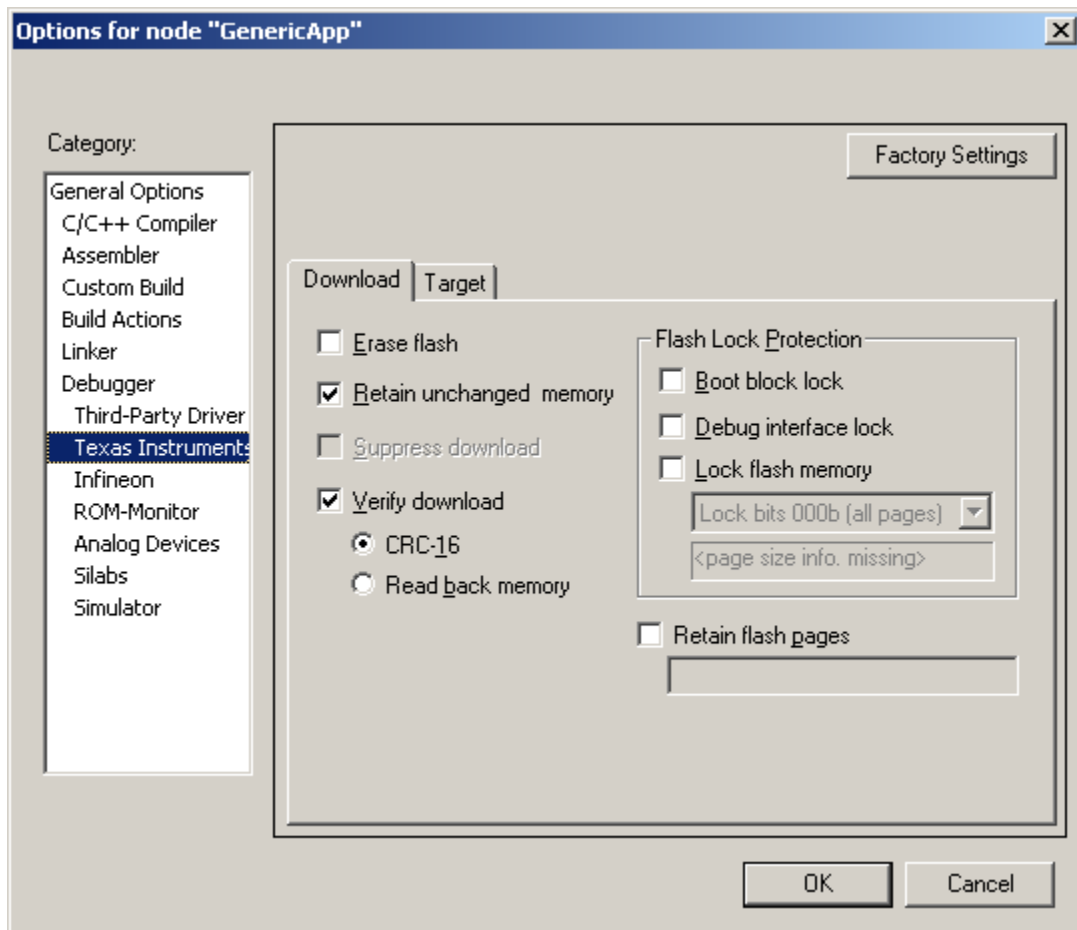 Options for node "GenericApp"
Category:
General Options
C/C++ Compiler
Assembler
Custom Build
Build Actions
Linker
Debugger
Third-Party Driver
Texas Instruments
Infineon
ROM-Monitor
Analog Devices
Silabs
Simulator
Factory Settings
Download
Target
Erase flash
Retain unchanged memory
Suppress download
Verify download
CRC-16
Read back memory
Flash Lock Protection
Boot block lock
Debug interface lock
Lock flash memory
Lock bits 000b (all pages)
<page size info. missing>
Retain flash pages
OK
Cancel